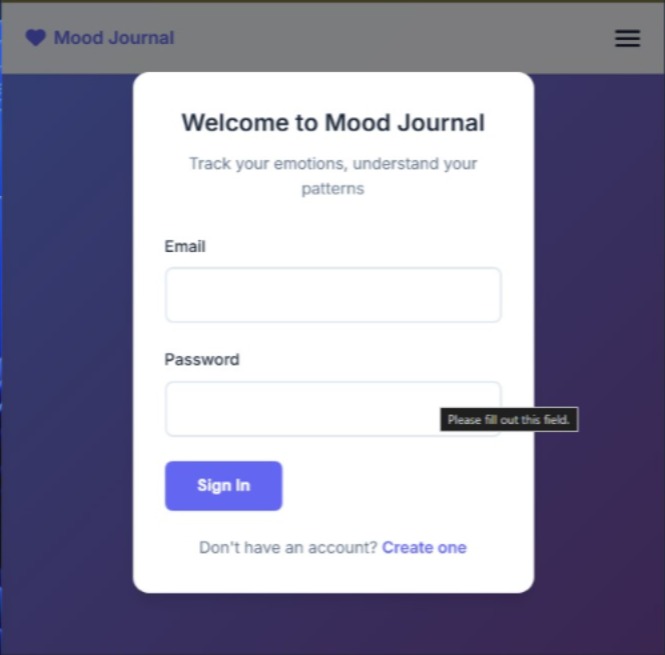 Mood Journal
Welcome to Mood Journal
Track your emotions, understand your
patterns
Email
Password
Please fill out this field.
Sign In
Don't have an account? Create one